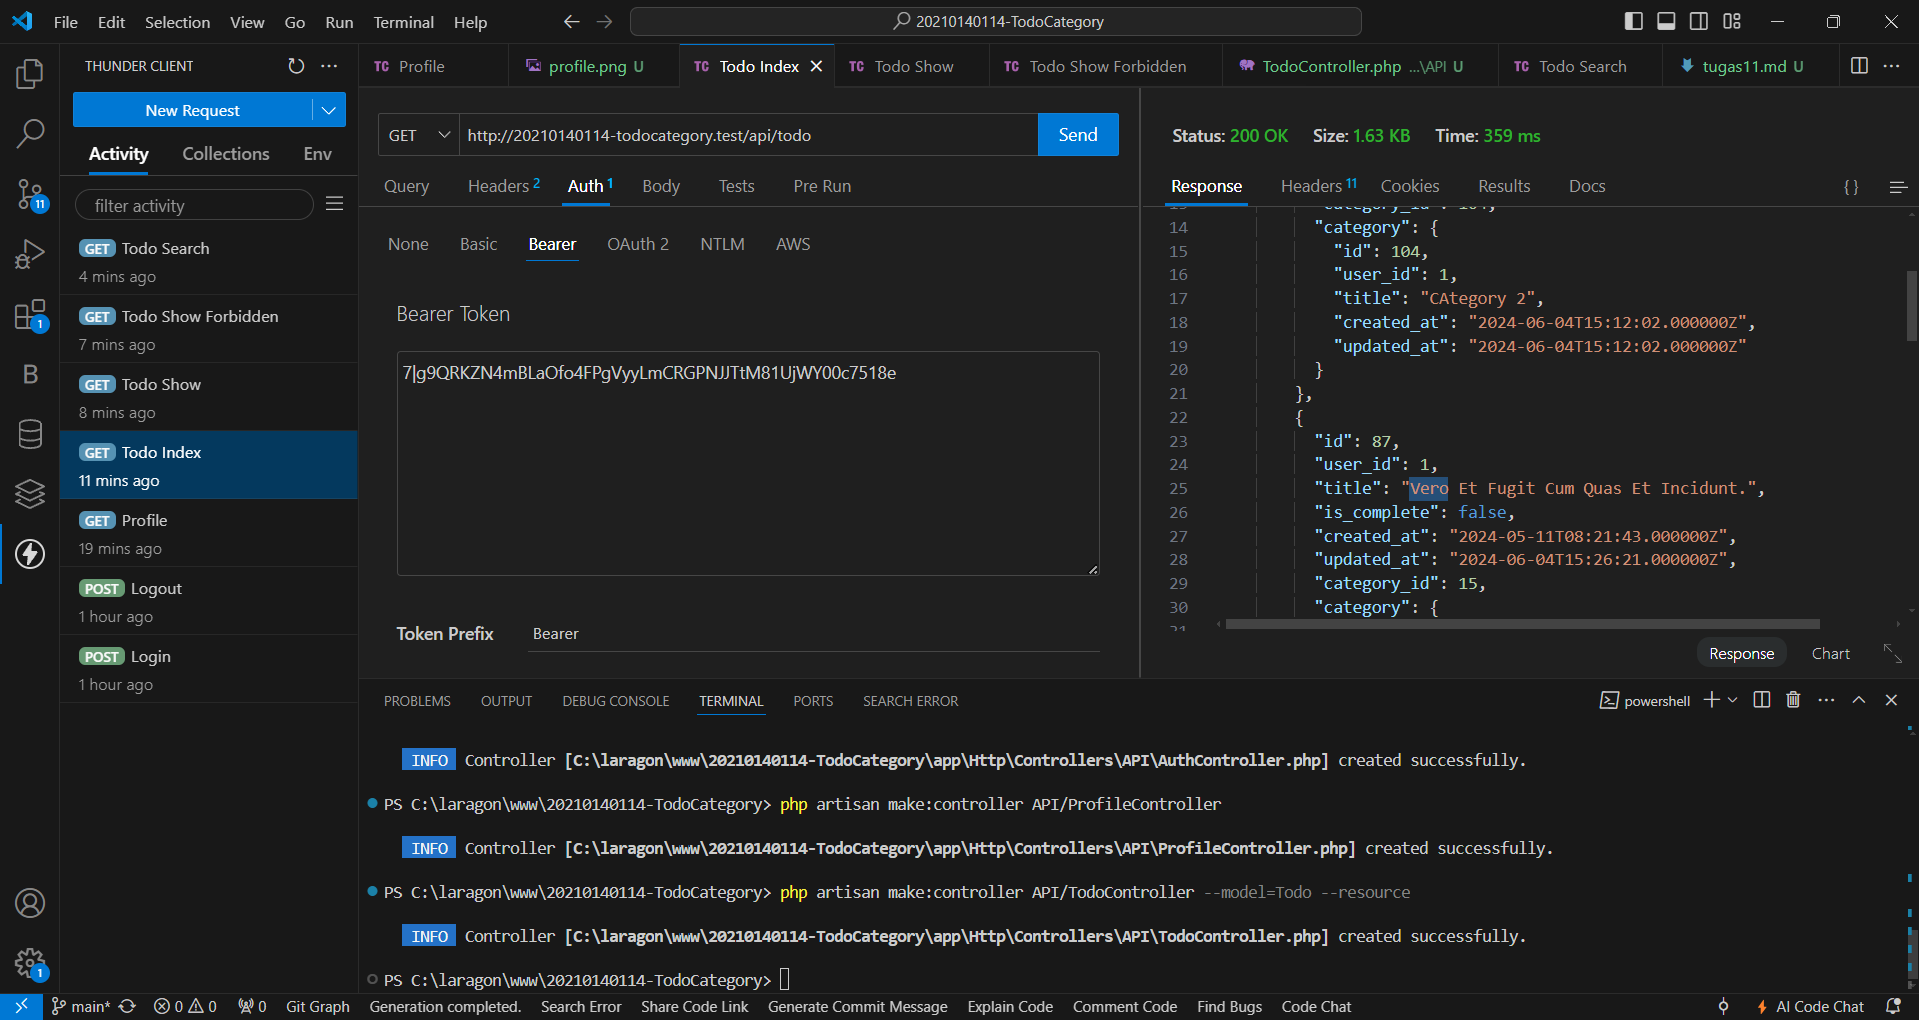 File Edit Selection View Go Run Terminal Help
20210140114-TodoCategory
THUNDER CLIENT
New Request
Activity Collections Env
filter activity
GET Todo Search
4 mins ago
GET Todo Show Forbidden
7 mins ago
GET Todo Show
8 mins ago
GET Todo Index
11 mins ago
GET Profile
19 mins ago
POST Logout
1 hour ago
POST Login
1 hour ago
11
1
B
1
TC Profile
profile.png U
TC Todo Index
TC Todo Show
TC Todo Show Forbidden
TodoController.php ...\API U
TC Todo Search
tugas11.md U
GET http://20210140114-todocategory.test/api/todo Send
Query Headers 2 Auth 1 Body Tests Pre Run
None Basic Bearer OAuth 2 NTLM AWS
Bearer Token
7|g9QRKZN4mBLaOfo4FPgVyyLmCRGPNJJTtM81UjWY00c7518e
Token Prefix Bearer
Status: 200 OK Size: 1.63 KB Time: 359 ms
Response Headers 11 Cookies Results Docs {}
14 "category": {
15 "id": 104,
16 "user_id": 1,
17 "title": "CAtegory 2",
18 "created_at": "2024-06-04T15:12:02.000000Z",
19 "updated_at": "2024-06-04T15:12:02.000000Z"
20 }
21 },
22 {
23 "id": 87,
24 "user_id": 1,
25 "title": "Vero Et Fugit Cum Quas Et Incidunt.",
26 "is_complete": false,
27 "created_at": "2024-05-11T08:21:43.000000Z",
28 "updated_at": "2024-06-04T15:26:21.000000Z",
29 "category_id": 15,
30 "category": {
Response Chart
PROBLEMS OUTPUT DEBUG CONSOLE TERMINAL PORTS SEARCH ERROR
powershell
INFO Controller [C:\laragon\www\20210140114-TodoCategory\app\Http\Controllers\API\AuthController.php] created successfully.
PS C:\laragon\www\20210140114-TodoCategory> php artisan make:controller API/ProfileController
INFO Controller [C:\laragon\www\20210140114-TodoCategory\app\Http\Controllers\API\ProfileController.php] created successfully.
PS C:\laragon\www\20210140114-TodoCategory> php artisan make:controller API/TodoController --model=Todo --resource
INFO Controller [C:\laragon\www\20210140114-TodoCategory\app\Http\Controllers\API\TodoController.php] created successfully.
PS C:\laragon\www\20210140114-TodoCategory>
main* 0 0 0 Git Graph Generation completed. Search Error Share Code Link Generate Commit Message Explain Code Comment Code Find Bugs Code Chat AI Code Chat